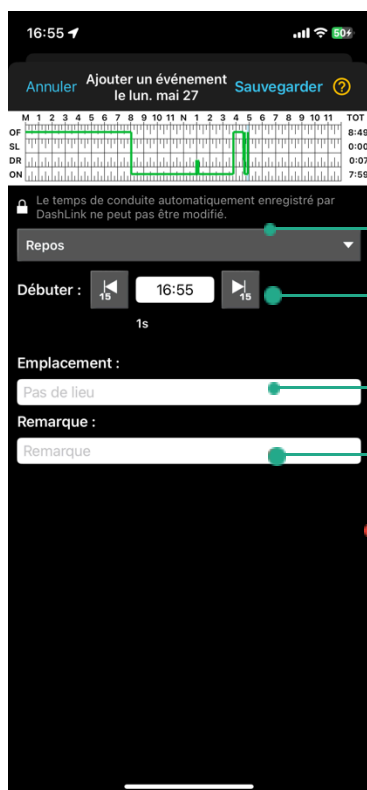 16:55
50
Annuler
Ajouter un événement
le lun. mai 27
Sauvegarder
?
M 1 2 3 4 5 6 7 8 9 10 11 N 1 2 3 4 5 6 7 8 9 10 11 TOT
OF 8:49
SL 0:00
DR 0:07
ON 7:59
Le temps de conduite automatiquement enregistré par
DashLink ne peut pas être modifié.
Repos
Débuter :
15
16:55
15
1s
Emplacement :
Pas de lieu
Remarque :
Remarque